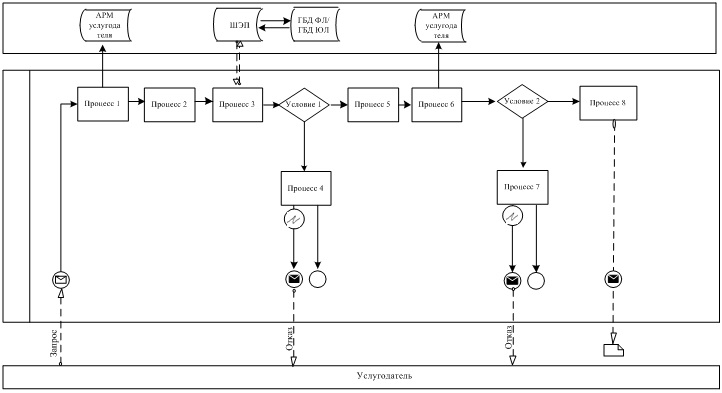 АРМ
услугода
теля
ШЭП
ГБД ФЛ/
ГБД ЮЛ
АРМ
услугода
теля
Процесс 1
Процесс 2
Процесс 3
Условие 1
Процесс 5
Процесс 6
Условие 2
Процесс 8
Процесс 4
Процесс 7
Запрос
Отказ
Отказ
Услугодатель